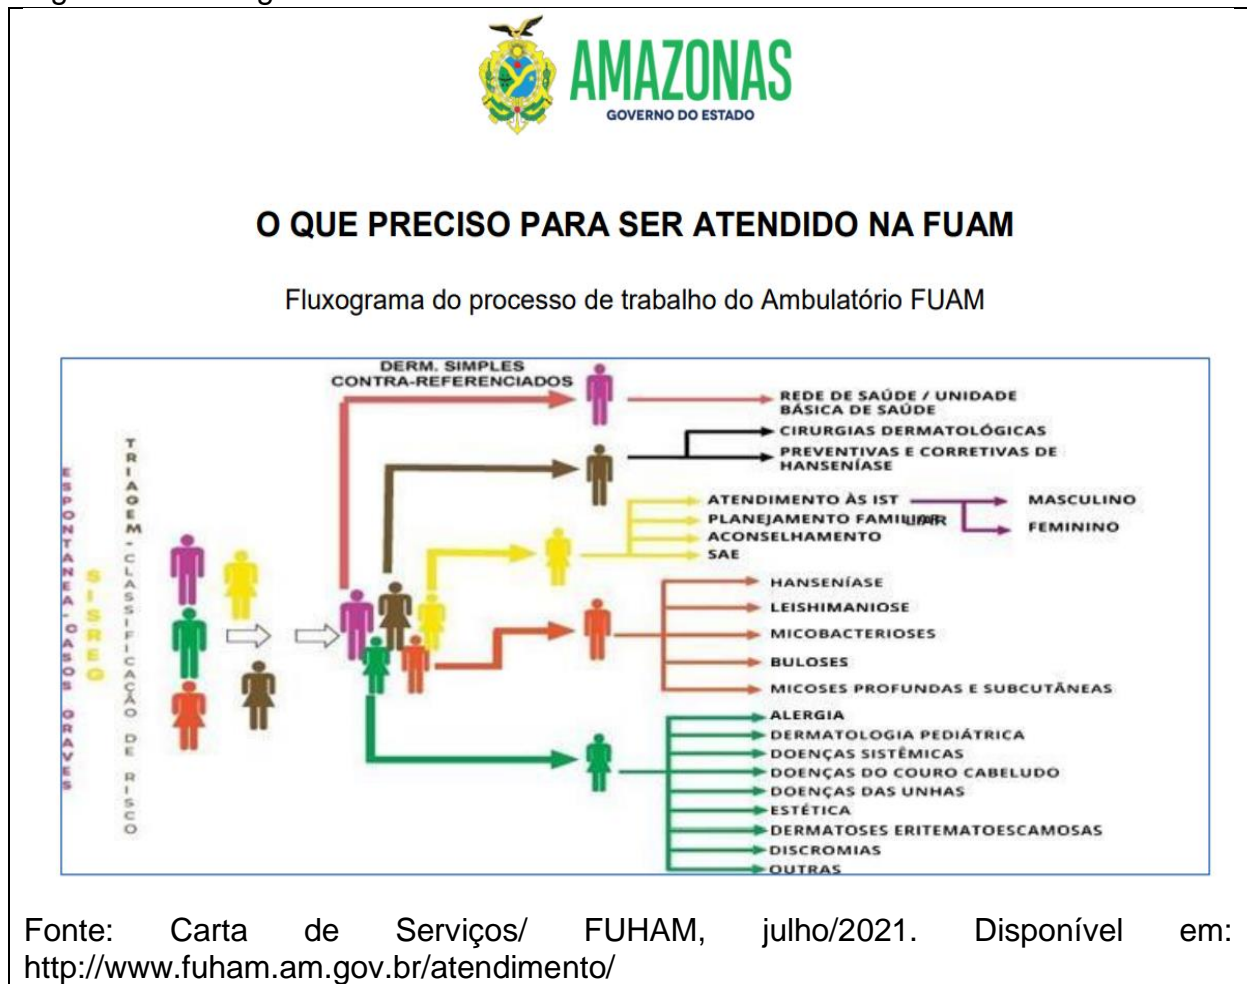 AMAZONAS
GOVERNO DO ESTADO
O QUE PRECISO PARA SER ATENDIDO NA FUAM
Fluxograma do processo de trabalho do Ambulatório FUAM
ESPONTANEA-CASOS GRAVES
SISREG
TRIAGEM-CLASSIFICAÇÃO DE RISCO
DERM. SIMPLES
CONTRA-REFERENCIADOS
REDE DE SAÚDE / UNIDADE
BÁSICA DE SAÚDE
CIRURGIAS DERMATOLÓGICAS
PREVENTIVAS E CORRETIVAS DE
HANSENÍASE
ATENDIMENTO ÀS IST
MASCULINO
FEMININO
PLANEJAMENTO
ACONSELHAMENTO
SAE
HANSENÍASE
LEISHIMANIOSE
MICOBACTERIOSES
BULOSES
MICOSES PROFUNDAS E SUBCUTÂNEAS
ALERGIA
DERMATOLOGIA PEDIÁTRICA
DOENÇAS SISTÊMICAS
DOENÇAS DO COURO CABELUDO
DOENÇAS DAS UNHAS
ESTÉTICA
DERMATOSES ERITEMATOESCAMOSAS
DISCROMIAS
OUTRAS
Fonte: Carta de Serviços/ FUHAM, julho/2021. Disponível em:
http://www.fuham.am.gov.br/atendimento/